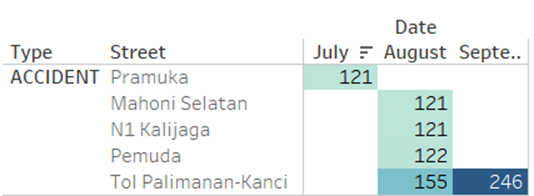 Date
Type Street July August Septe..
ACCIDENT Pramuka 121
Mahoni Selatan 121
N1 Kalijaga 121
Pemuda 122
Tol Palimanan-Kanci 155 246